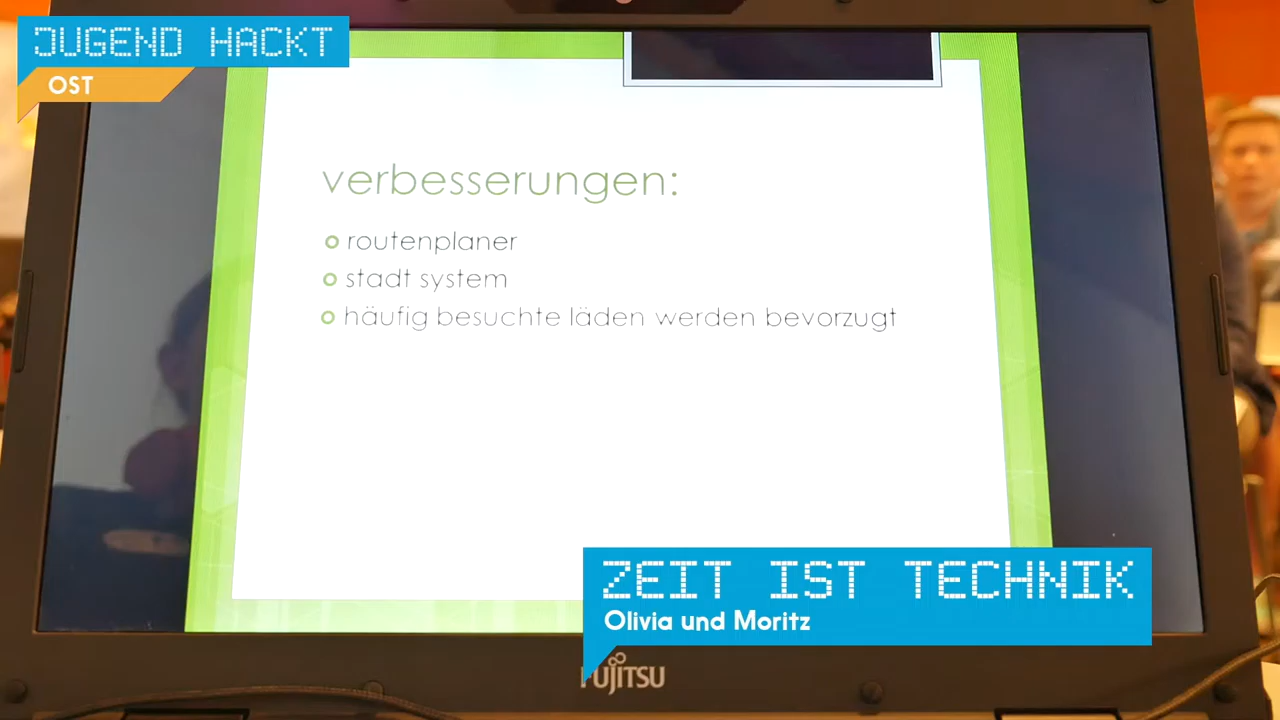 JUGEND HACKT
OST
verbesserungen:
routenplaner
stadt system
häufig besuchte läden werden bevorzugt
ZEIT IST TECHNIK
Olivia und Moritz
FUJITSU